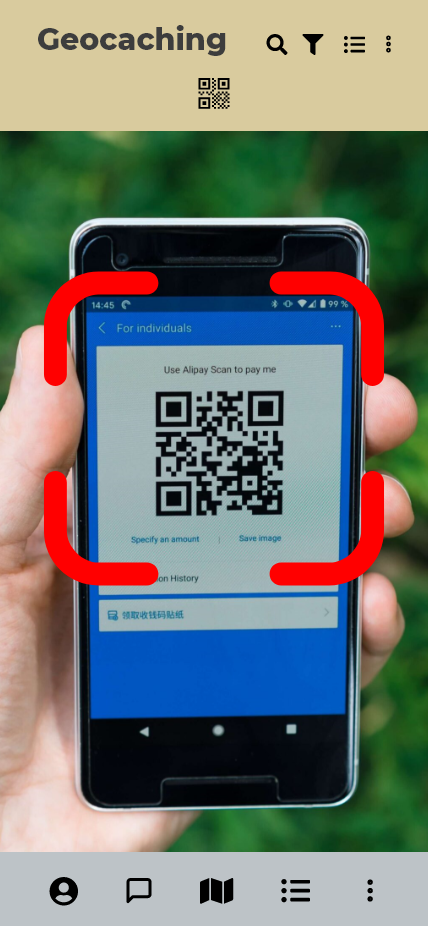 Geocaching
14:45
99 %
For individuals
Use Alipay Scan to pay me
Specify an amount | Save image
on History
领取收钱码贴纸